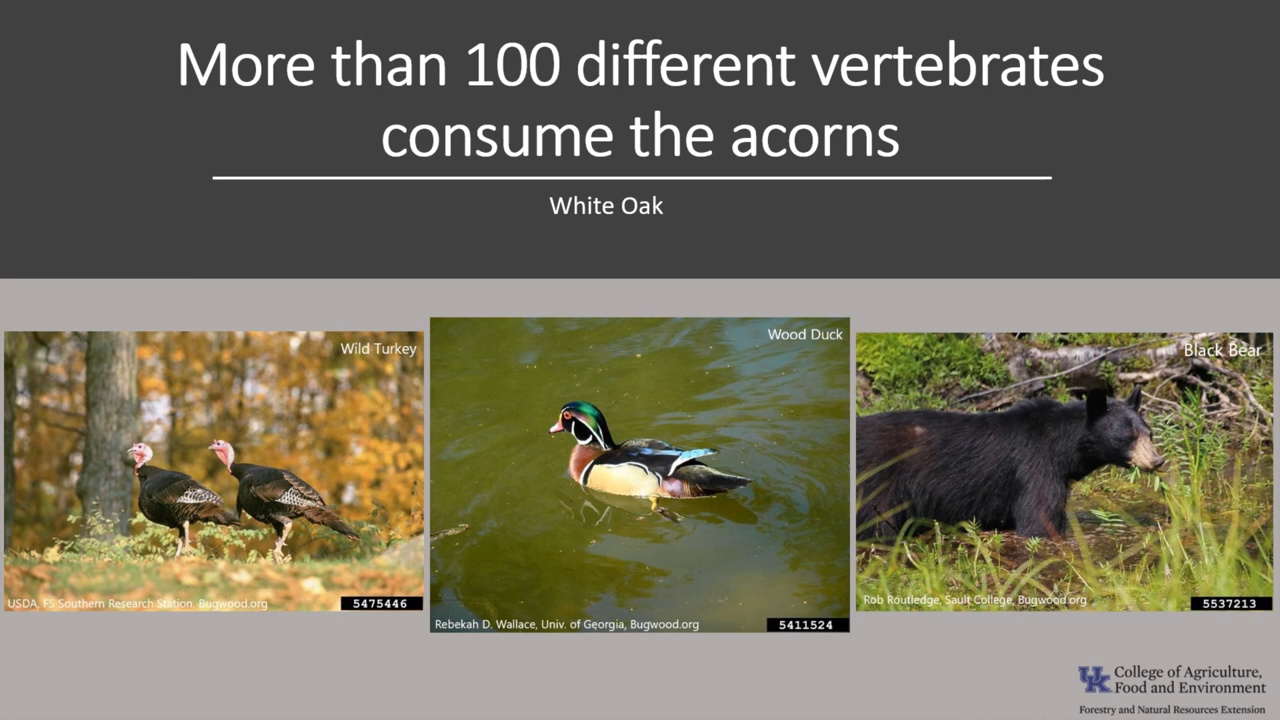 More than 100 different vertebrates
consume the acorns
White Oak
Wild Turkey
USDA, FS Southern Research Station, Bugwood.org
5475446
Wood Duck
Rebekah D. Wallace, Univ. of Georgia, Bugwood.org
5411524
Black Bear
Rob Routledge, Sault College, Bugwood.org
5537213
UK
College of Agriculture,
Food and Environment
Forestry and Natural Resources Extension